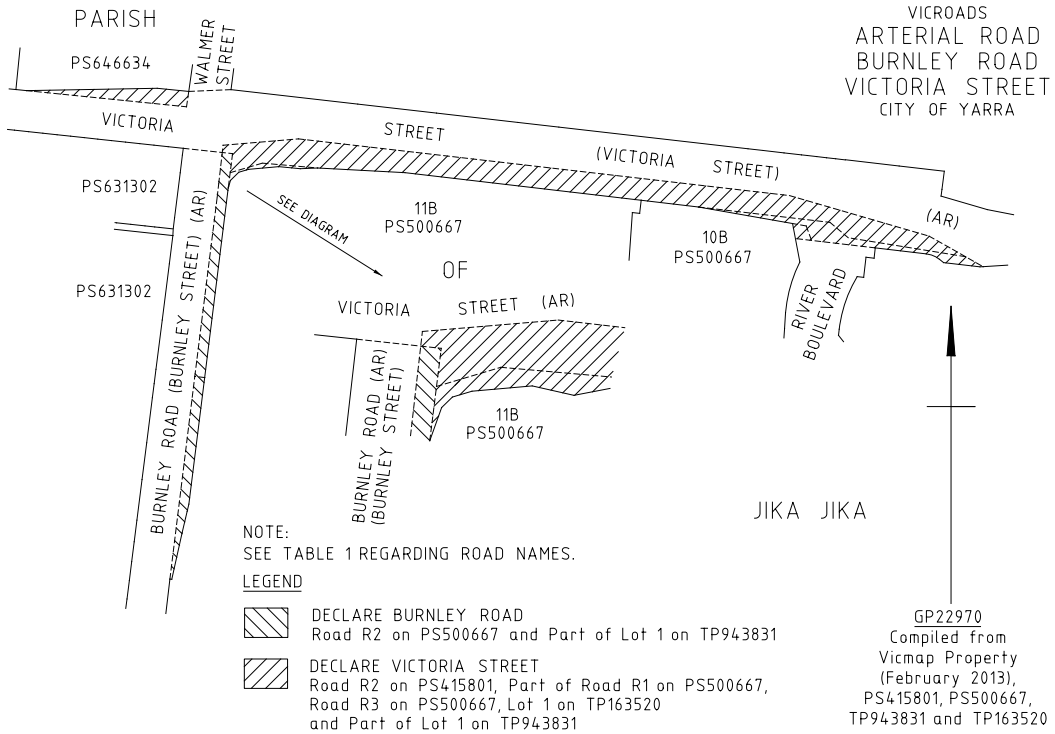 PARISH
PS646634
WALMER
STREET
VICROADS
ARTERIAL ROAD
BURNLEY ROAD
VICTORIA STREET
CITY OF YARRA
VICTORIA
STREET
(VICTORIA STREET)
(AR)
PS631302
PS631302
BURNLEY ROAD (BURNLEY STREET) (AR)
SEE DIAGRAM
11B
PS500667
10B
PS500667
OF
RIVER
BOULEVARD
VICTORIA STREET (AR)
BURNLEY ROAD (AR)
(BURNLEY STREET)
11B
PS500667
JIKA JIKA
NOTE:
SEE TABLE 1 REGARDING ROAD NAMES.
LEGEND
DECLARE BURNLEY ROAD
Road R2 on PS500667 and Part of Lot 1 on TP943831
DECLARE VICTORIA STREET
Road R2 on PS415801, Part of Road R1 on PS500667,
Road R3 on PS500667, Lot 1 on TP163520
and Part of Lot 1 on TP943831
GP22970
Compiled from
Vicmap Property
(February 2013),
PS415801, PS500667,
TP943831 and TP163520